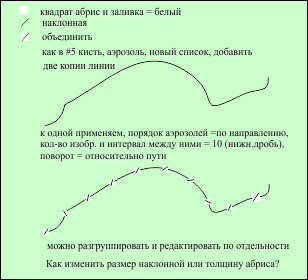 квадрат абрис и заливка = белый
наклонная
объединить
как в #5 кисть, аэрозоль, новый список, добавить
две копии линии
к одной применяем, порядок аэрозолей =по направлению,
кол-во изобр. и интервал между ними = 10 (нижн.дробь),
поворот = относительно пути
можно разгруппировать и редактировать по отдельности
Как изменить размер наклонной или толщину абриса?